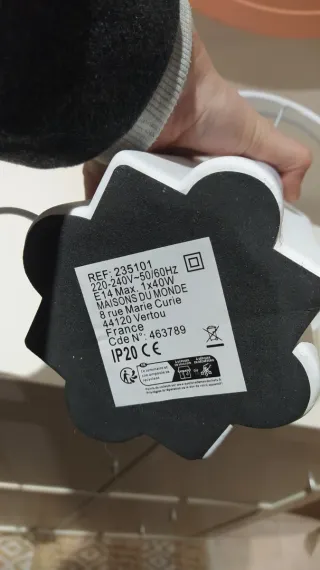 REF: 235101
220-240V~50/60HZ
E14 Max. 1x40W
MAISONS DU MONDE
8 rue Marie Curie
44120 Vertou
France
Cde N°: 463789
IP20 CE